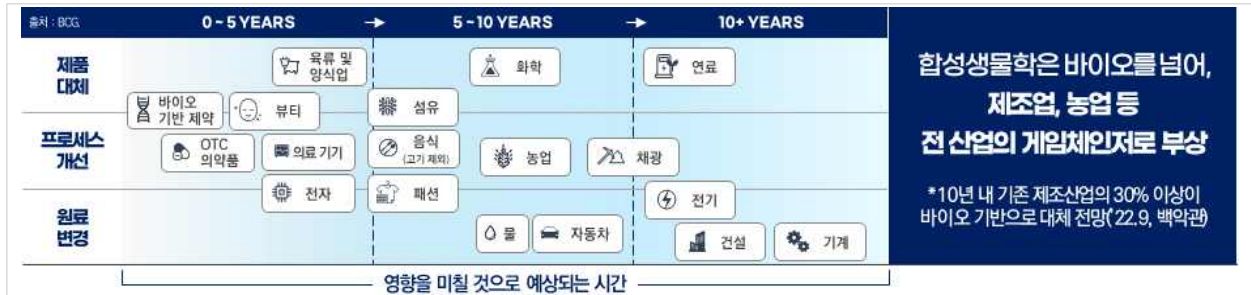 출처 : BCG
0~5 YEARS → 5~10 YEARS → 10+ YEARS
제품
대체
육류 및
양식업
화학
연료
바이오
기반 제약
뷰티
섬유
프로세스
개선
OTC
의약품
의료 기기
음식
(고기 제외)
농업
채광
전자
패션
전기
원료
변경
물
자동차
건설
기계
영향을 미칠 것으로 예상되는 시간
합성생물학은 바이오를 넘어,
제조업, 농업 등
전 산업의 게임체인저로 부상
*10년 내 기존 제조산업의 30% 이상이
바이오 기반으로 대체 전망('22.9, 백악관)